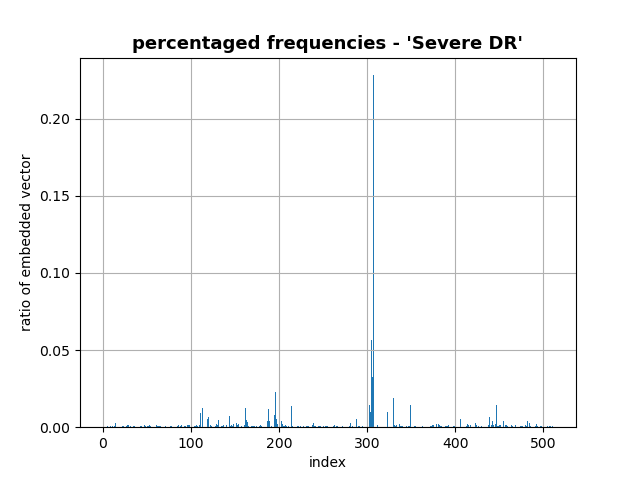 percentaged frequencies - 'Severe DR'
0.20
0.15
0.10
0.05
0.00
ratio of embedded vector
0 100 200 300 400 500
index